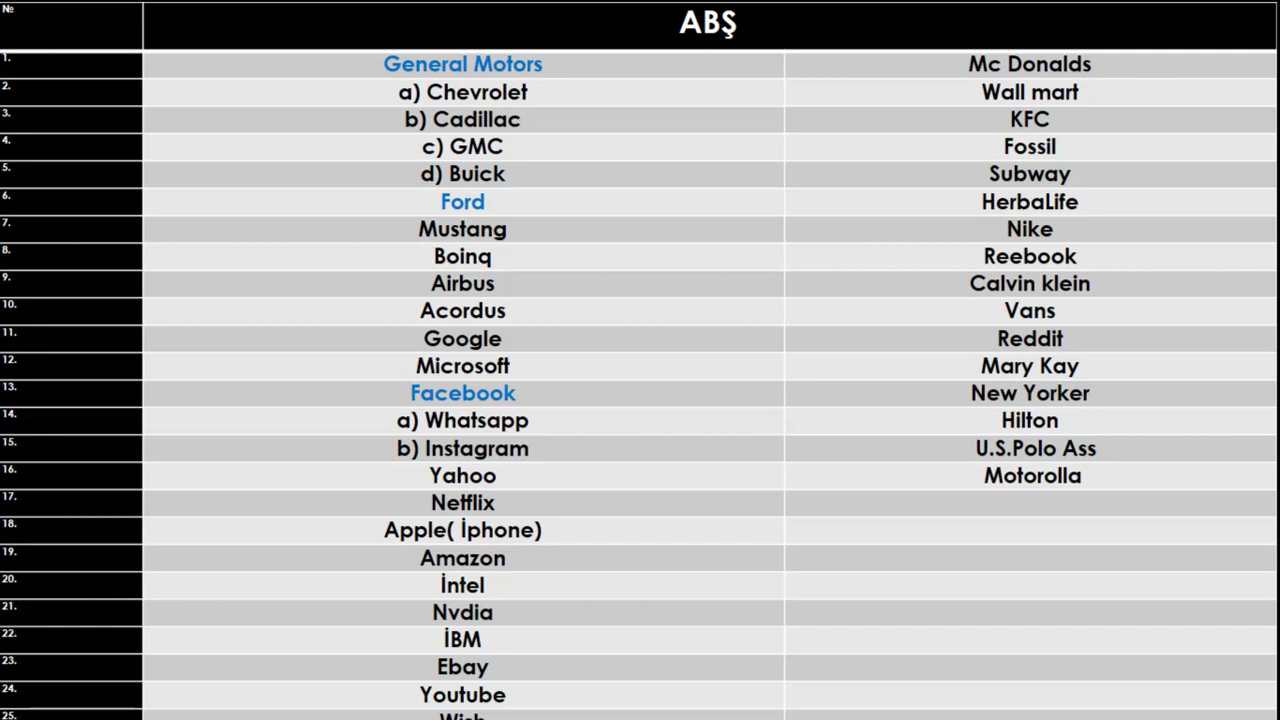 № ABŞ
1. General Motors Mc Donalds
2. a) Chevrolet Wall mart
3. b) Cadillac KFC
4. c) GMC Fossil
5. d) Buick Subway
6. Ford HerbaLife
7. Mustang Nike
8. Boinq Reebook
9. Airbus Calvin klein
10. Acordus Vans
11. Google Reddit
12. Microsoft Mary Kay
13. Facebook New Yorker
14. a) Whatsapp Hilton
15. b) Instagram U.S.Polo Ass
16. Yahoo Motorolla
17. Netflix
18. Apple( İphone)
19. Amazon
20. İntel
21. Nvdia
22. İBM
23. Ebay
24. Youtube
25. Wish